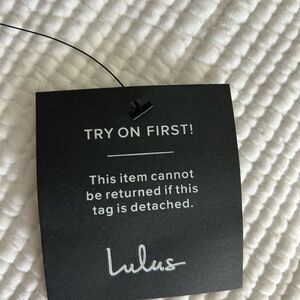 TRY ON FIRST!
This item cannot
be returned if this
tag is detached.
Lulus